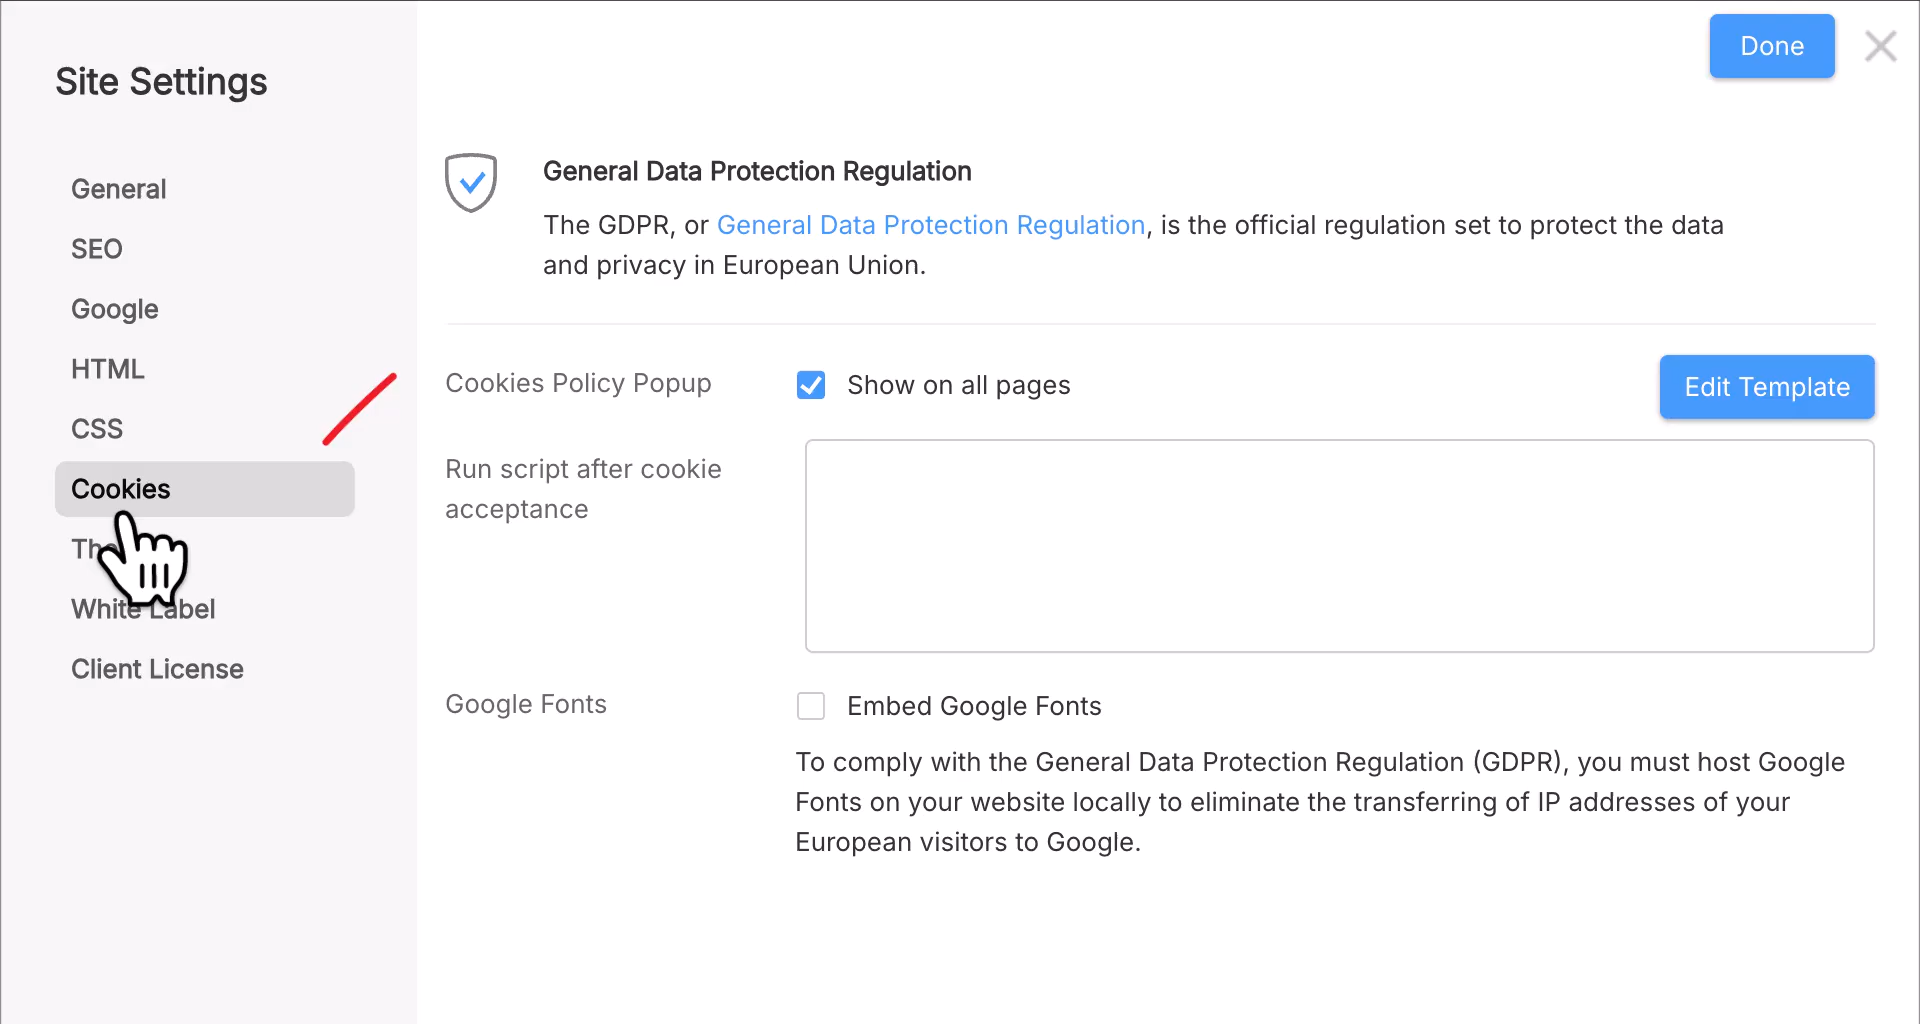 Done
Site Settings
General
SEO
Google
HTML
CSS
Cookies
White Label
Client License
General Data Protection Regulation
The GDPR, or General Data Protection Regulation, is the official regulation set to protect the data
and privacy in European Union.
Cookies Policy Popup
Show on all pages
Edit Template
Run script after cookie
acceptance
Google Fonts
Embed Google Fonts
To comply with the General Data Protection Regulation (GDPR), you must host Google
Fonts on your website locally to eliminate the transferring of IP addresses of your
European visitors to Google.